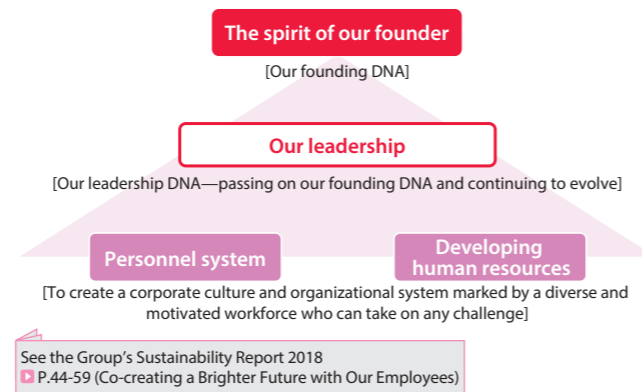 The spirit of our founder
[Our founding DNA]
Our leadership
[Our leadership DNA—passing on our founding DNA and continuing to evolve]
Personnel system
Developing
human resources
[To create a corporate culture and organizational system marked by a diverse and
motivated workforce who can take on any challenge]
See the Group's Sustainability Report 2018
P.44-59 (Co-creating a Brighter Future with Our Employees)